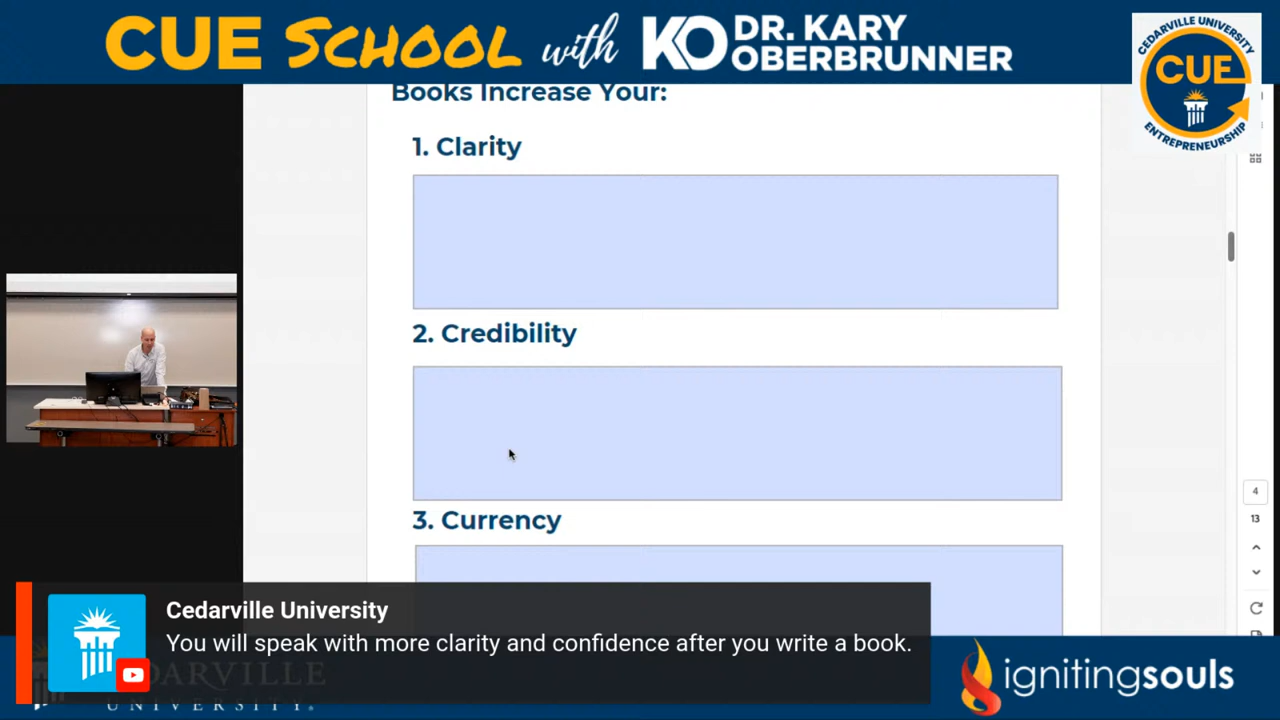 CUE SCHOOL with KO DR. KARY
OBERBRUNNER
CEDARVILLE UNIVERSITY
CUE
ENTREPRENEURSHIP
Books Increase Your:
1. Clarity
2. Credibility
3. Currency
4
13
Cedarville University
You will speak with more clarity and confidence after you write a book.
DARVILLE
UNIVERSITY.
ignitingsouls